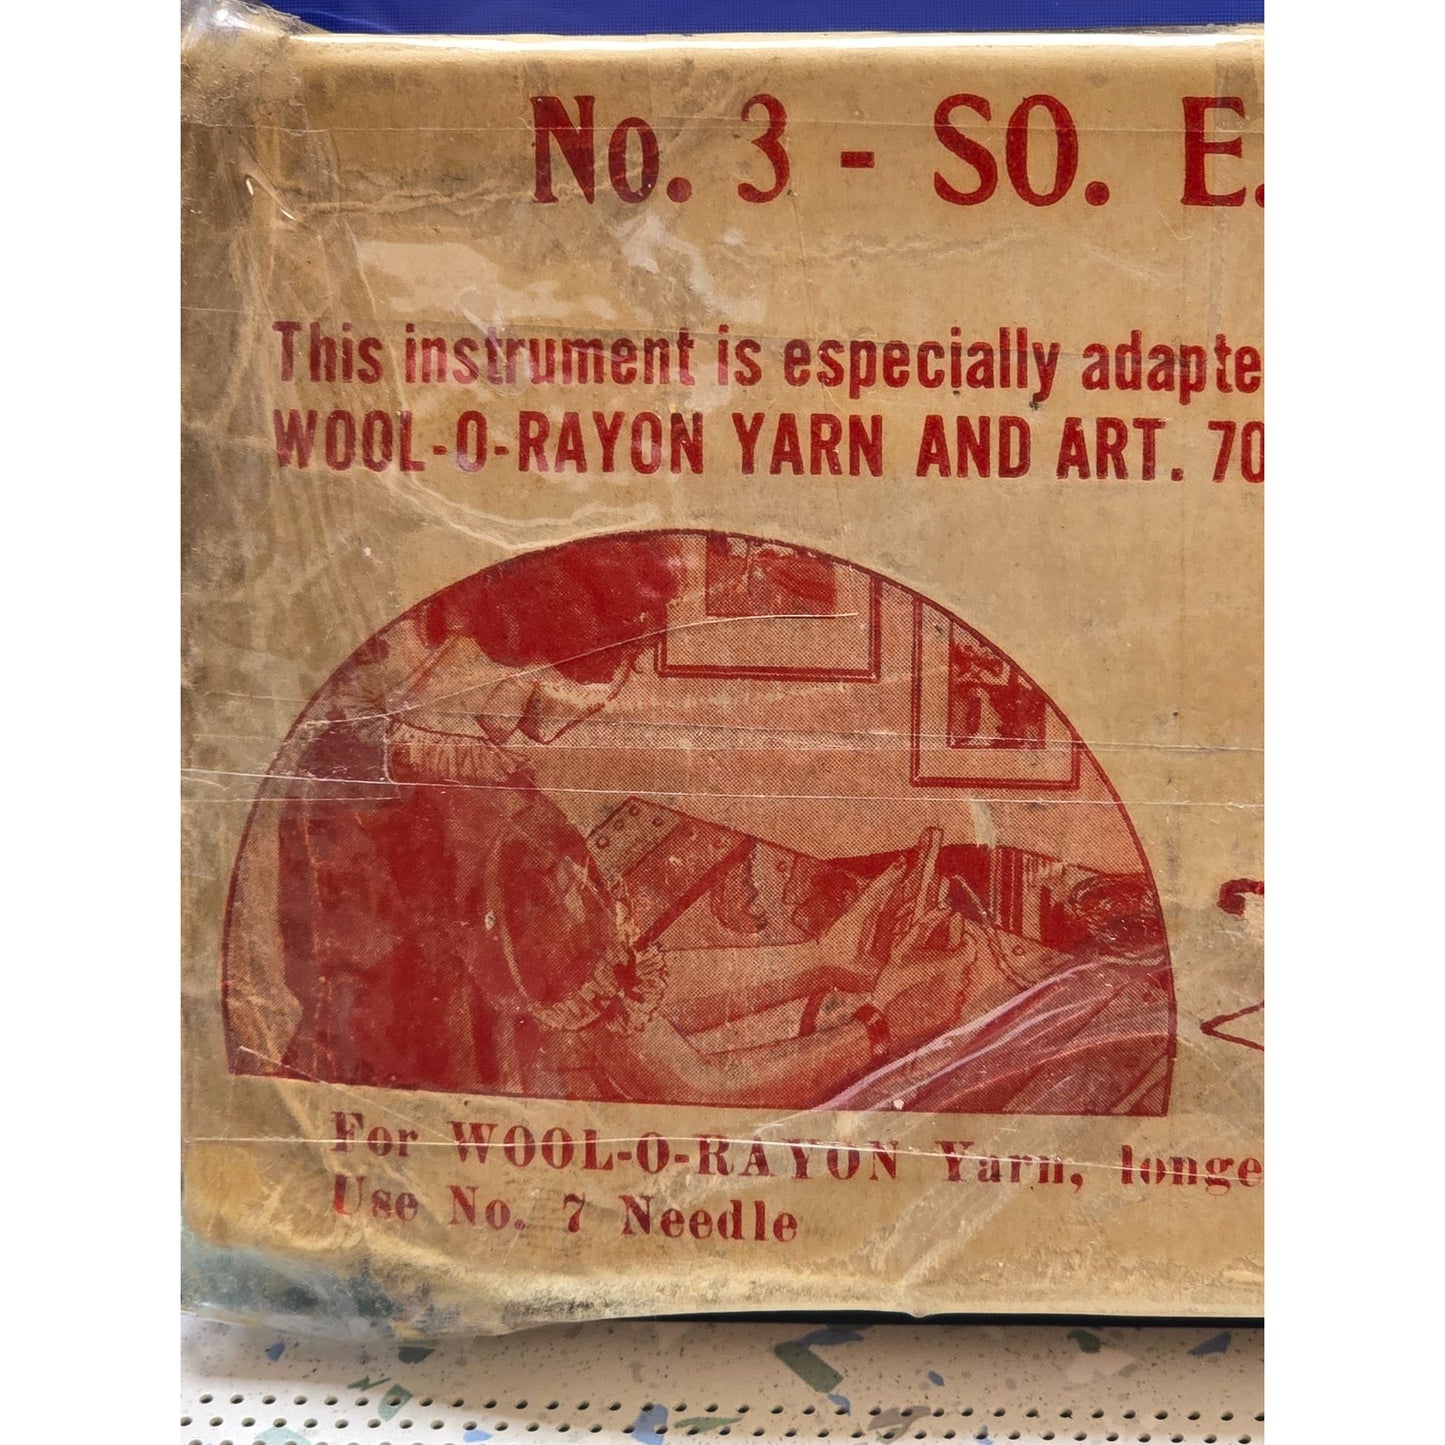 No. 3 - SO. E.
This instrument is especially adapte
WOOL-O-RAYON YARN AND ART. 70
For WOOL-O-RAYON Yarn, longe
Use No. 7 Needle